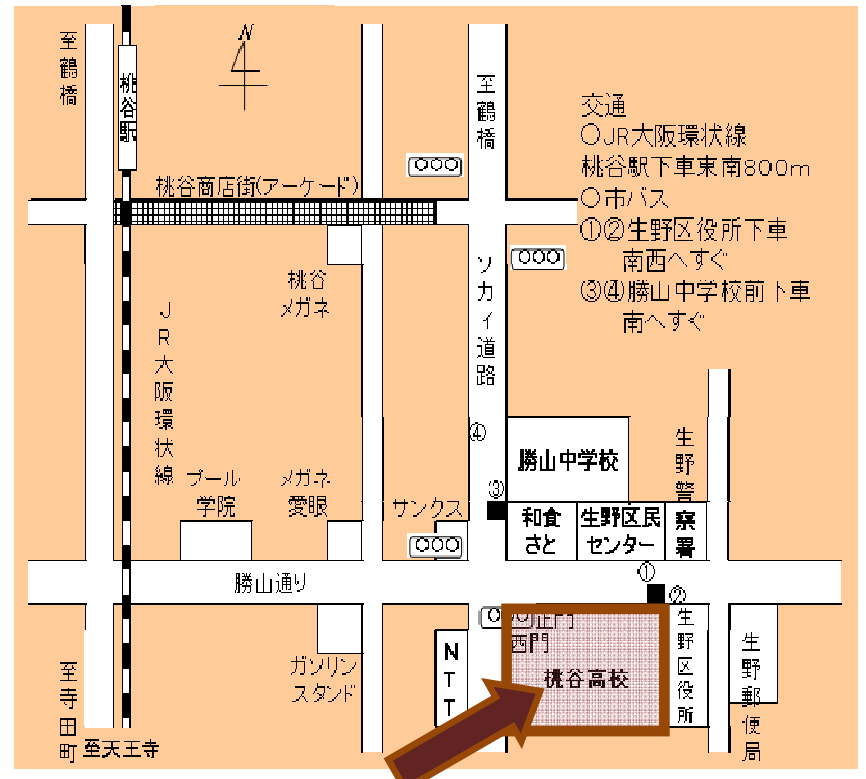 至鶴橋
桃谷駅
N
至鶴橋
交通
○JR大阪環状線
桃谷駅下車東南800m
○市バス
①②生野区役所下車
南西へすぐ
③④勝山中学校前下車
南へすぐ
桃谷商店街(アーケード)
桃谷
メガネ
ソカイ道路
JR大阪環状線
④
勝山中学校
生野警察署
プール
学院
メガネ
愛眼
サンクス
③
和食
さと
生野区民
センター
①
勝山通り
②
正門
西門
NTT
桃谷高校
生野区役所
生野郵便局
ガソリン
スタンド
至寺田町
至天王寺